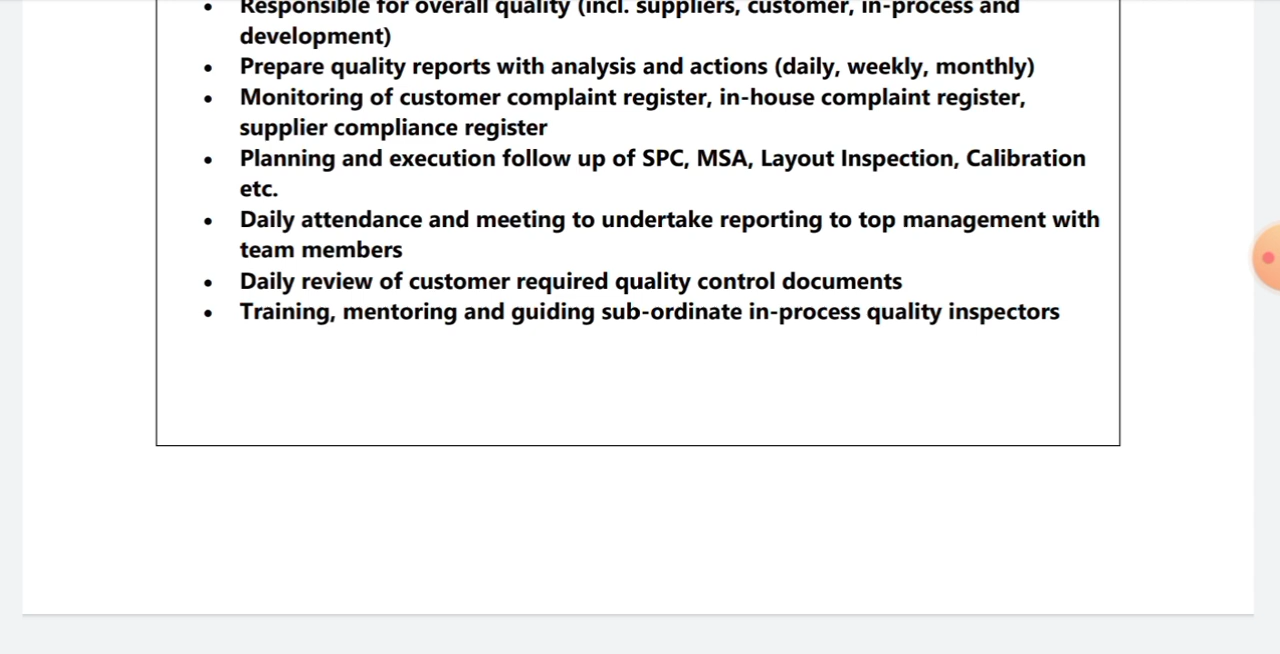 • Responsible for overall quality (incl. suppliers, customer, in-process and
development)
• Prepare quality reports with analysis and actions (daily, weekly, monthly)
• Monitoring of customer complaint register, in-house complaint register,
supplier compliance register
• Planning and execution follow up of SPC, MSA, Layout Inspection, Calibration
etc.
• Daily attendance and meeting to undertake reporting to top management with
team members
• Daily review of customer required quality control documents
• Training, mentoring and guiding sub-ordinate in-process quality inspectors